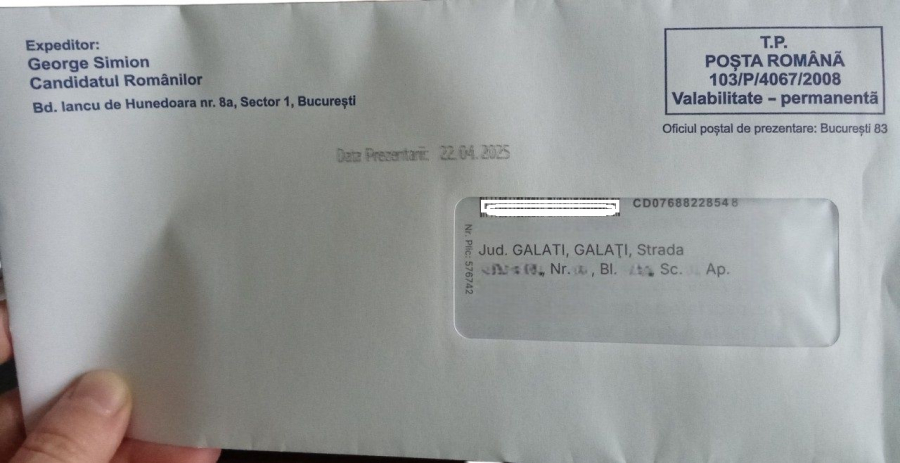 Expeditor:
George Simion
Candidatul Românilor
Bd. Iancu de Hunedoara nr. 8a, Sector 1, București
T.P.
POȘTA ROMÂNĂ
103/P/4067/2008
Valabilitate – permanentă
Oficiul poștal de prezentare: București 83
Data Prezentarii: 22.04.2025
CD07688228548
Nr. Plic: 576742
Jud. GALATI, GALAŢI, Strada
Nr. , Bl. Sc. Ap.